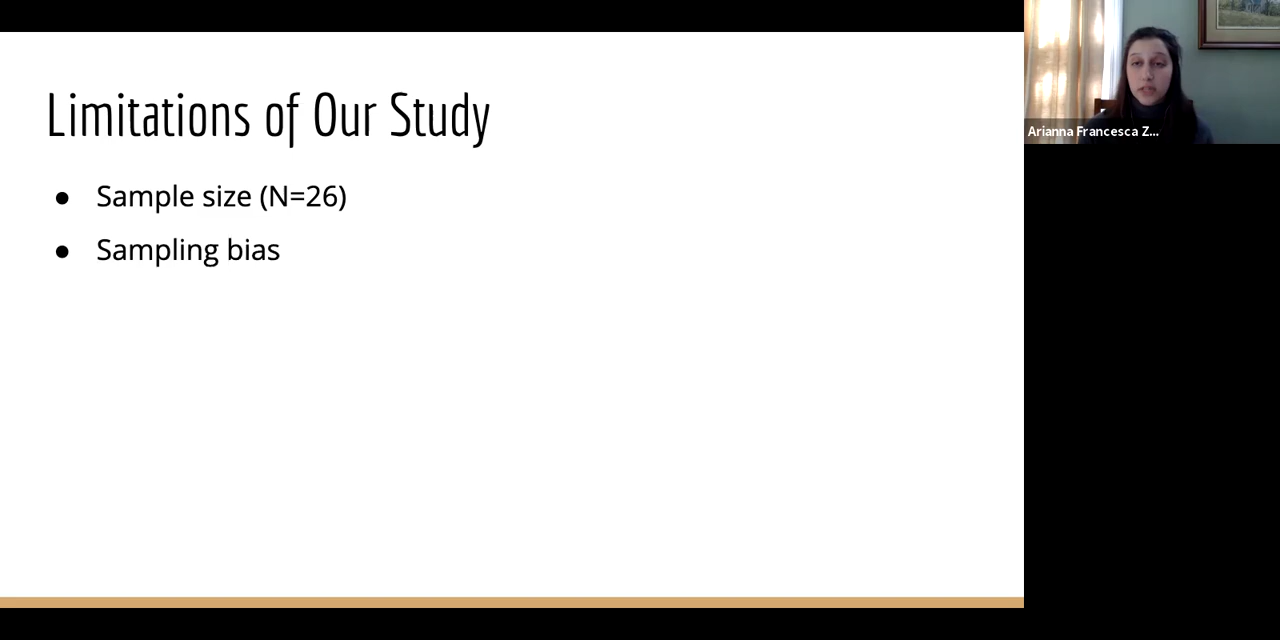 Limitations of Our Study
● Sample size (N=26)
● Sampling bias
Arianna Francesca Z...